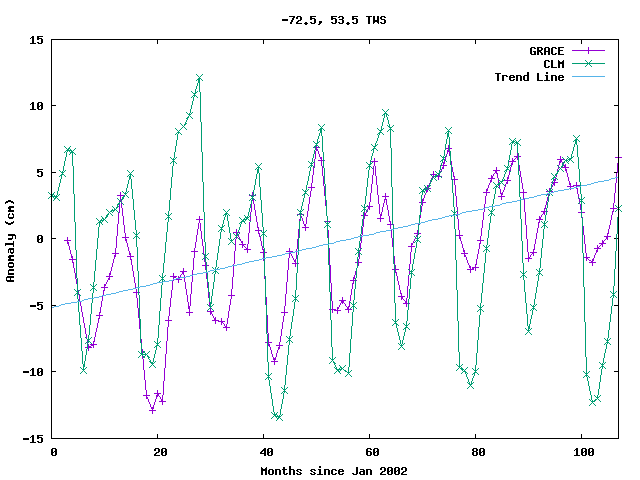 -72.5, 53.5 TWS
15
GRACE
CLM
Trend Line
10
5
0
-5
-10
-15
Anomaly (cm)
0 20 40 60 80 100
Months since Jan 2002